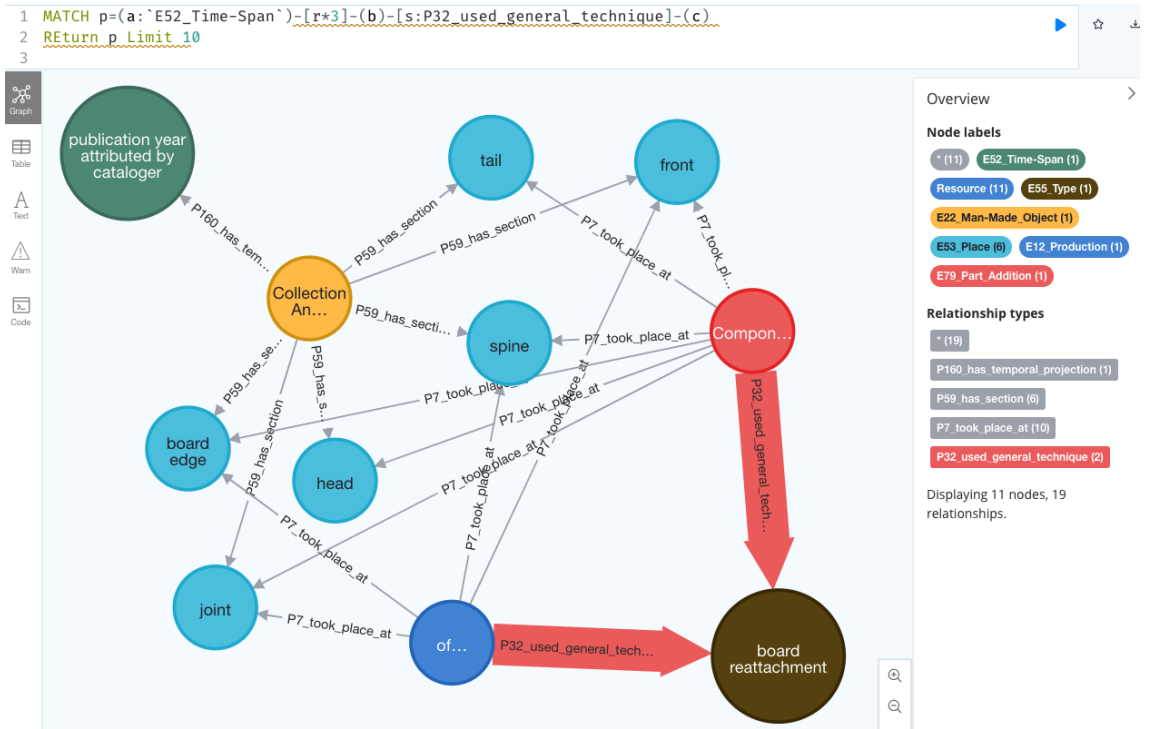 1 MATCH p=(a:`E52_Time-Span`)-[r*3]-(b)-[s:P32_used_general_technique]-(c)
2 REturn p Limit 10
3
Graph
Table
Text
Warn
Code
publication year
attributed by
cataloger
tail
front
P160_has_tem…
P59_has_section
P59_has_section
P7_took_place_at
P7_took_pl…
Collection
An…
P59_has_secti…
spine
P7_took_place_at
Compon…
P59_has_se…
P59_has_s…
P7_took_place_…
P7_took_place_at
P7_took_place_at
P32_used_general_tech…
board
edge
P59_has_section
head
P7_took_place_at
P7_took_place_at
P7_took_place_at
joint
P7_took_place_at
of…
P32_used_general_tech…
board
reattachment
Overview
Node labels
* (11) E52_Time-Span (1)
Resource (11) E55_Type (1)
E22_Man-Made_Object (1)
E53_Place (6) E12_Production (1)
E79_Part_Addition (1)
Relationship types
* (19)
P160_has_temporal_projection (1)
P59_has_section (6)
P7_took_place_at (10)
P32_used_general_technique (2)
Displaying 11 nodes, 19
relationships.